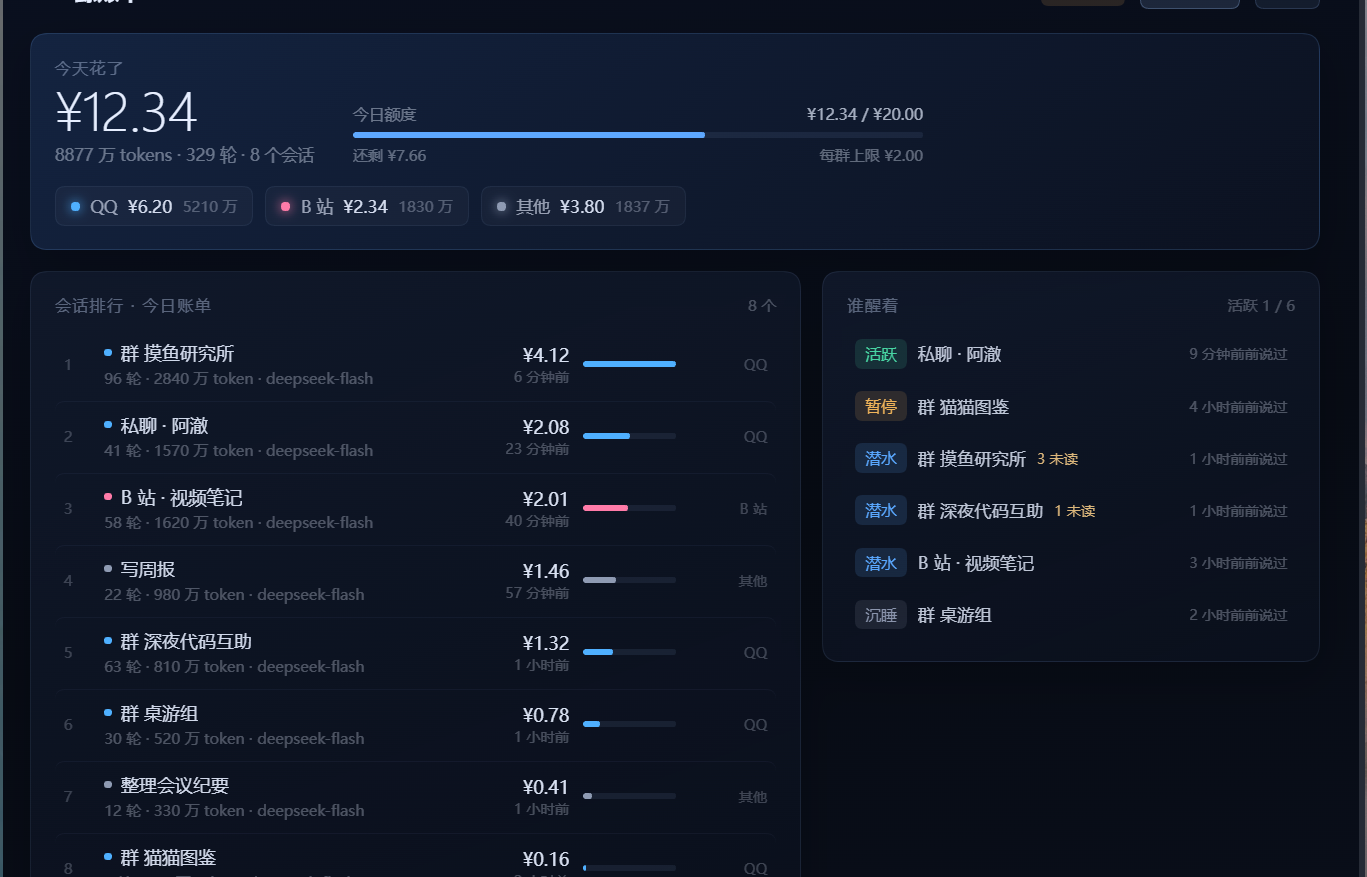 今天花了
¥12.34
8877 万 tokens · 329 轮 · 8 个会话
今日额度
¥12.34 / ¥20.00
还剩 ¥7.66
每群上限 ¥2.00
QQ ¥6.20 5210 万
B 站 ¥2.34 1830 万
其他 ¥3.80 1837 万
会话排行 · 今日账单
8 个
1
群 摸鱼研究所
96 轮 · 2840 万 token · deepseek-flash
¥4.12
6 分钟前
QQ
2
私聊 · 阿澈
41 轮 · 1570 万 token · deepseek-flash
¥2.08
23 分钟前
QQ
3
B 站 · 视频笔记
58 轮 · 1620 万 token · deepseek-flash
¥2.01
40 分钟前
B 站
4
写周报
22 轮 · 980 万 token · deepseek-flash
¥1.46
57 分钟前
其他
5
群 深夜代码互助
63 轮 · 810 万 token · deepseek-flash
¥1.32
1 小时前
QQ
6
群 桌游组
30 轮 · 520 万 token · deepseek-flash
¥0.78
1 小时前
QQ
7
整理会议纪要
12 轮 · 330 万 token · deepseek-flash
¥0.41
1 小时前
其他
8
群 猫猫图鉴
¥0.16
QQ
谁醒着
活跃 1 / 6
活跃 私聊 · 阿澈 9 分钟前前说过
暂停 群 猫猫图鉴 4 小时前前说过
潜水 群 摸鱼研究所 3 未读 1 小时前前说过
潜水 群 深夜代码互助 1 未读 1 小时前前说过
潜水 B 站 · 视频笔记 3 小时前前说过
沉睡 群 桌游组 2 小时前前说过